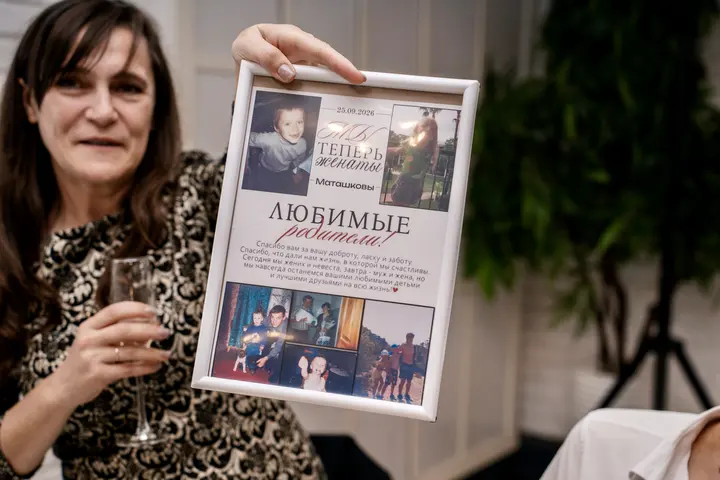 25.09.2026
МЫ
ТЕПЕРЬ
женаты
Маташковы
ЛЮБИМЫЕ
родители!
Спасибо вам за вашу доброту, ласку и заботу
Спасибо, что дали нам жизнь, в которой мы счастливы.
Сегодня мы жених и невеста, завтра - муж и жена, но
мы навсегда останемся вашими любимыми детьми
и лучшими друзьями на всю жизнь!♥